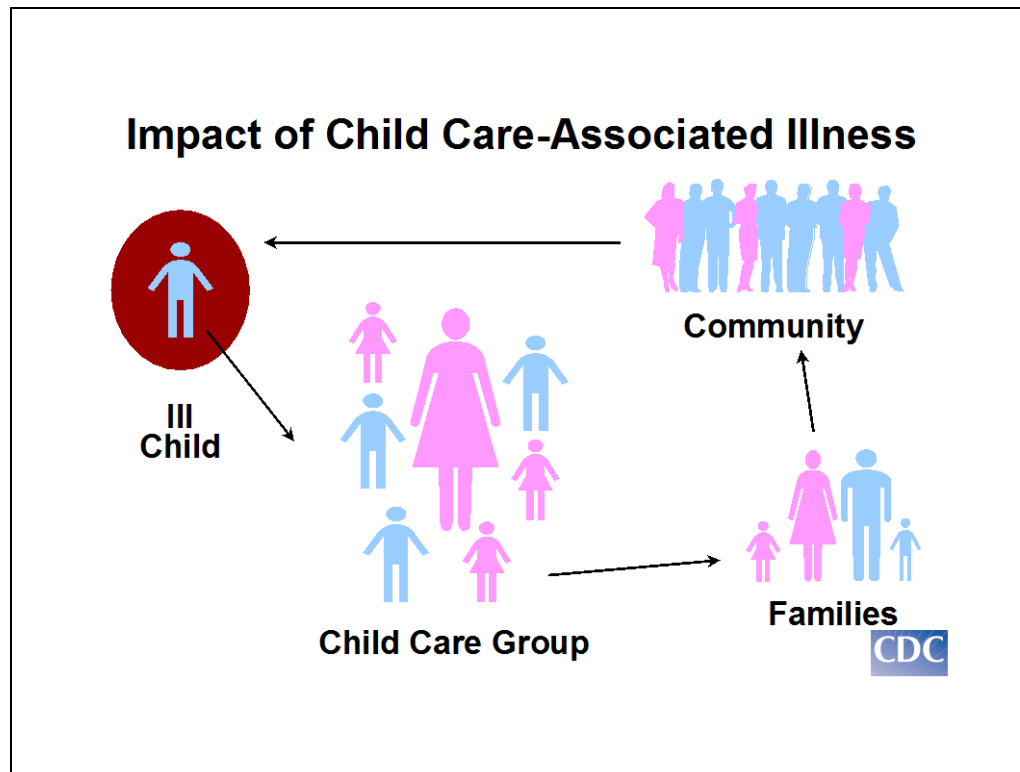 Impact of Child Care-Associated Illness
Community
Ill
Child
Families
Child Care Group
CDC